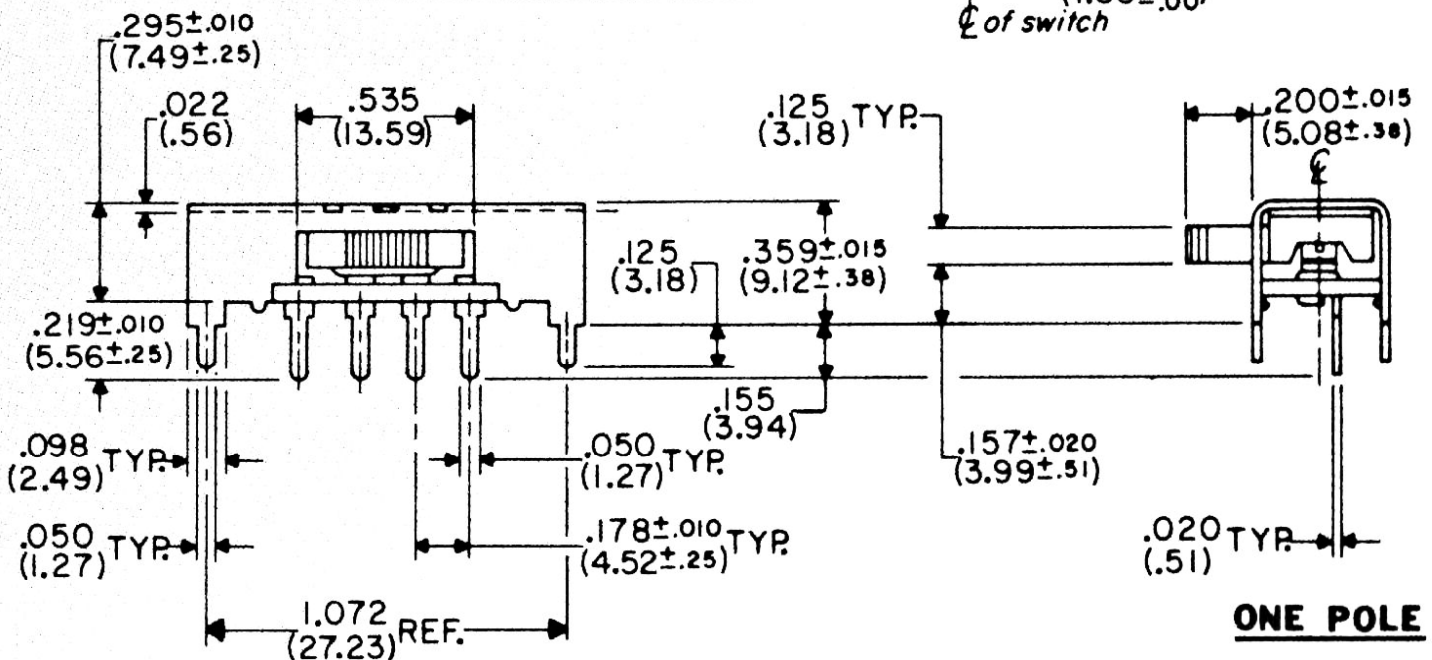 ℄ of switch
.295±.010
(7.49±.25)
.022
(.56)
.535
(13.59)
.125
(3.18) TYP.
.200±.015
(5.08±.38)
℄
.125
(3.18)
.359±.015
(9.12±.38)
.219±.010
(5.56±.25)
.155
(3.94)
.098
(2.49) TYP.
.050
(1.27) TYP.
.157±.020
(3.99±.51)
.050
(1.27) TYP.
.178±.010
(4.52±.25) TYP.
.020
(.51) TYP.
1.072
(27.23) REF.
ONE POLE